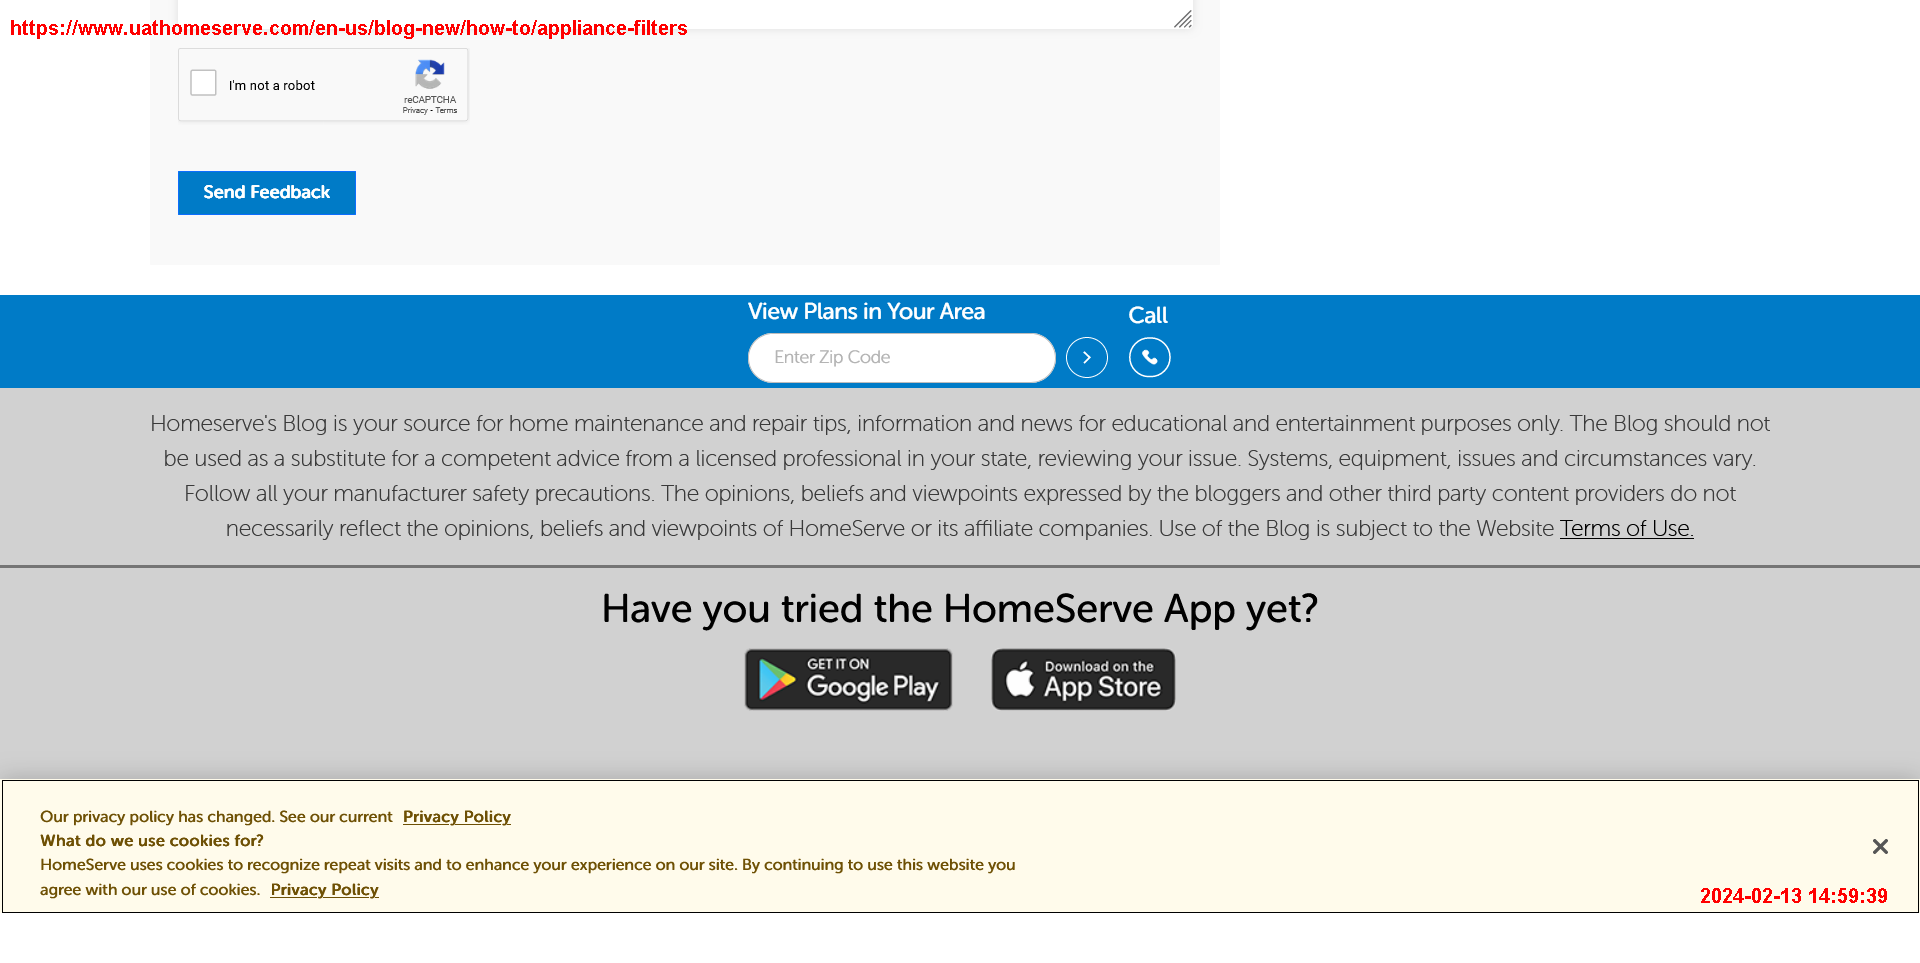 https://www.uathomeserve.com/en-us/blog-new/how-to/appliance-filters
I'm not a robot
reCAPTCHA
Privacy - Terms
Send Feedback
View Plans in Your Area
Call
Enter Zip Code
Homeserve's Blog is your source for home maintenance and repair tips, information and news for educational and entertainment purposes only. The Blog should not
be used as a substitute for a competent advice from a licensed professional in your state, reviewing your issue. Systems, equipment, issues and circumstances vary.
Follow all your manufacturer safety precautions. The opinions, beliefs and viewpoints expressed by the bloggers and other third party content providers do not
necessarily reflect the opinions, beliefs and viewpoints of HomeServe or its affiliate companies. Use of the Blog is subject to the Website Terms of Use.
Have you tried the HomeServe App yet?
GET IT ON
Google Play
Download on the
App Store
Our privacy policy has changed. See our current Privacy Policy
What do we use cookies for?
HomeServe uses cookies to recognize repeat visits and to enhance your experience on our site. By continuing to use this website you
agree with our use of cookies. Privacy Policy
2024-02-13 14:59:39